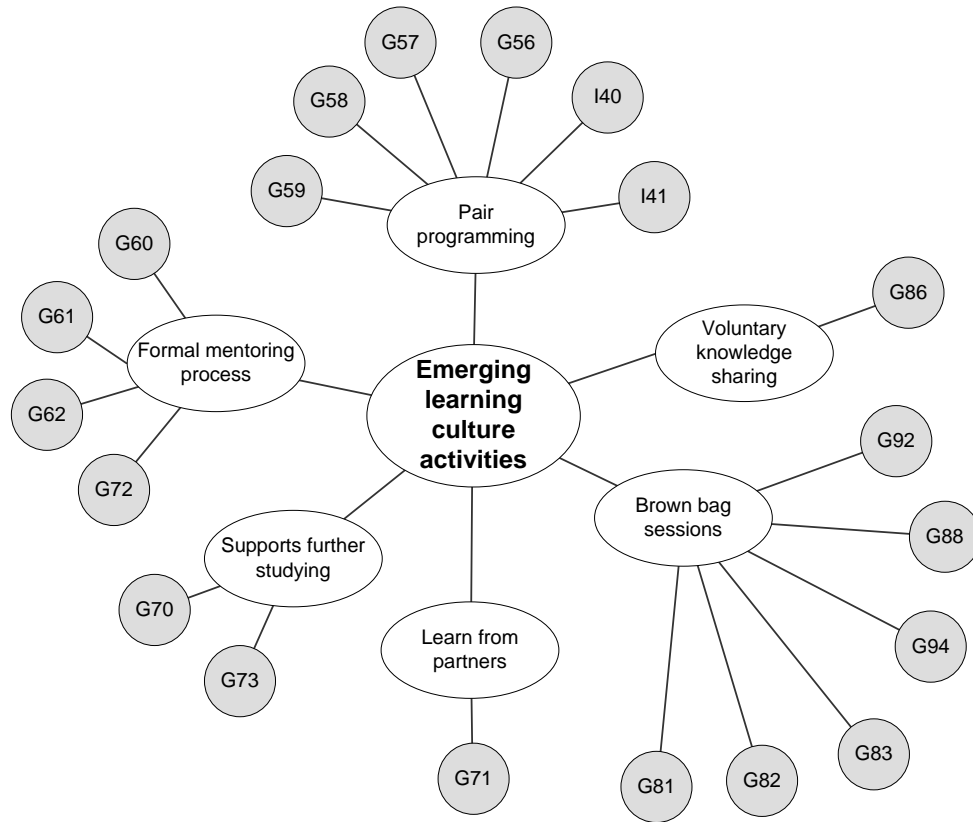 G57
G56
G58
I40
G59
I41
Pair
programming
G60
G61
Formal mentoring
process
G62
G72
G86
Voluntary
knowledge
sharing
Emerging
learning
culture
activities
G92
Brown bag
sessions
G88
G94
G83
G82
G81
Supports further
studying
G70
G73
Learn from
partners
G71